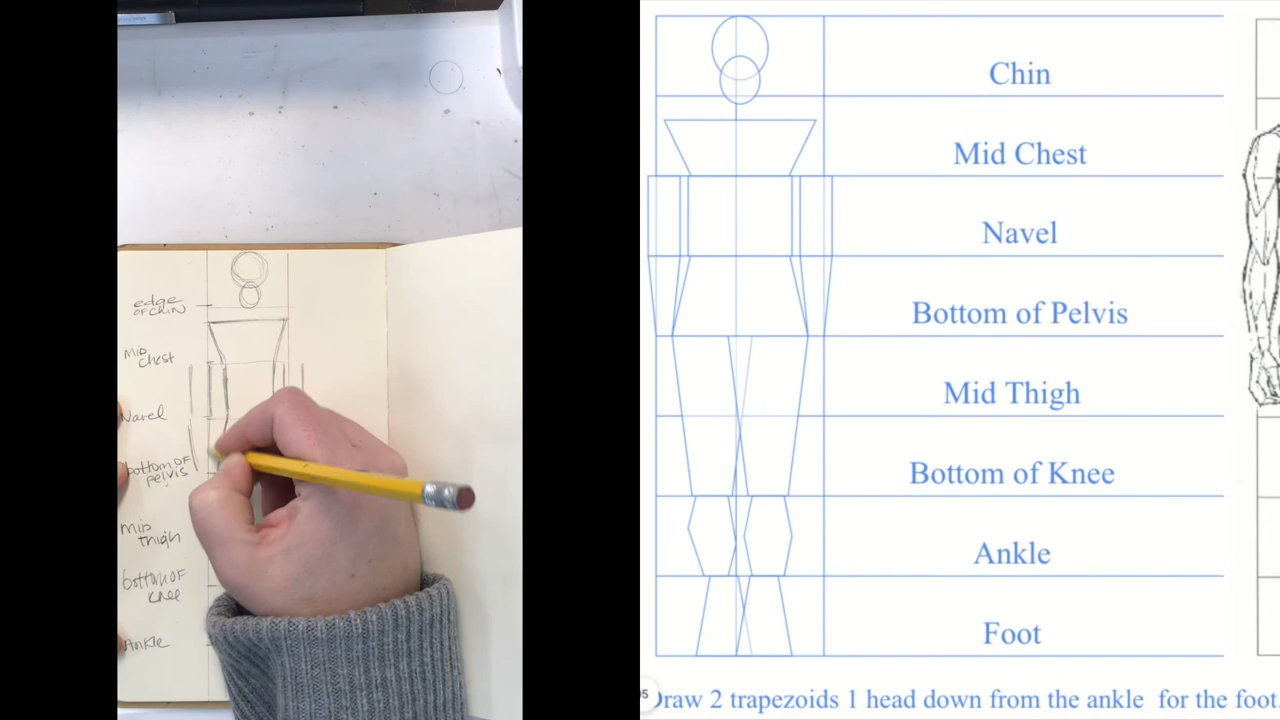 edge
OF CHIN
MID
Chest
Navel
bottom OF
pelvis
MID
thigh
bottom OF
knee
Ankle
Chin
Mid Chest
Navel
Bottom of Pelvis
Mid Thigh
Bottom of Knee
Ankle
Foot
95
Draw 2 trapezoids 1 head down from the ankle for the foot.